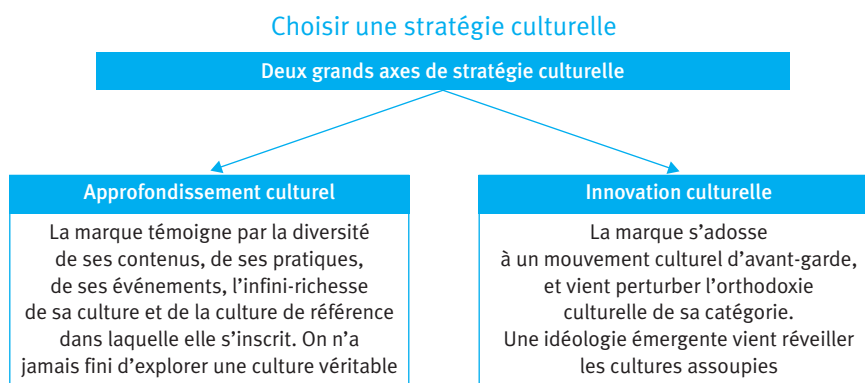 Choisir une stratégie culturelle
Deux grands axes de stratégie culturelle
Approfondissement culturel
La marque témoigne par la diversité
de ses contenus, de ses pratiques,
de ses événements, l’infini-richesse
de sa culture et de la culture de référence
dans laquelle elle s’inscrit. On n’a
jamais fini d’explorer une culture véritable
Innovation culturelle
La marque s’adosse
à un mouvement culturel d’avant-garde,
et vient perturber l’orthodoxie
culturelle de sa catégorie.
Une idéologie émergente vient réveiller
les cultures assoupies